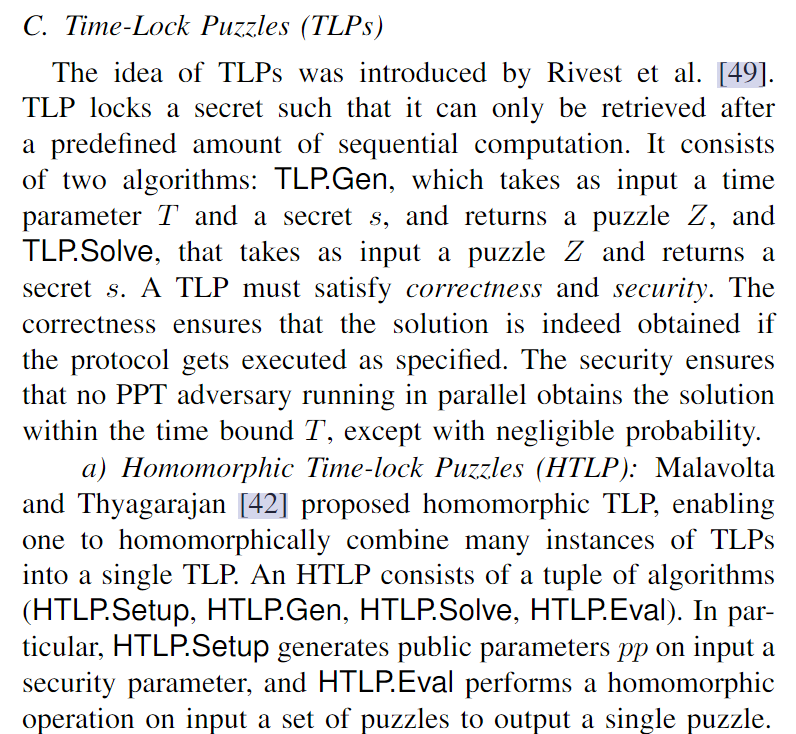 C. Time-Lock Puzzles (TLPs)
The idea of TLPs was introduced by Rivest et al. [49].
TLP locks a secret such that it can only be retrieved after
a predefined amount of sequential computation. It consists
of two algorithms: TLP.Gen, which takes as input a time
parameter T and a secret s, and returns a puzzle Z, and
TLP.Solve, that takes as input a puzzle Z and returns a
secret s. A TLP must satisfy correctness and security. The
correctness ensures that the solution is indeed obtained if
the protocol gets executed as specified. The security ensures
that no PPT adversary running in parallel obtains the solution
within the time bound T, except with negligible probability.
a) Homomorphic Time-lock Puzzles (HTLP): Malavolta
and Thyagarajan [42] proposed homomorphic TLP, enabling
one to homomorphically combine many instances of TLPs
into a single TLP. An HTLP consists of a tuple of algorithms
(HTLP.Setup, HTLP.Gen, HTLP.Solve, HTLP.Eval). In par-
ticular, HTLP.Setup generates public parameters pp on input a
security parameter, and HTLP.Eval performs a homomorphic
operation on input a set of puzzles to output a single puzzle.